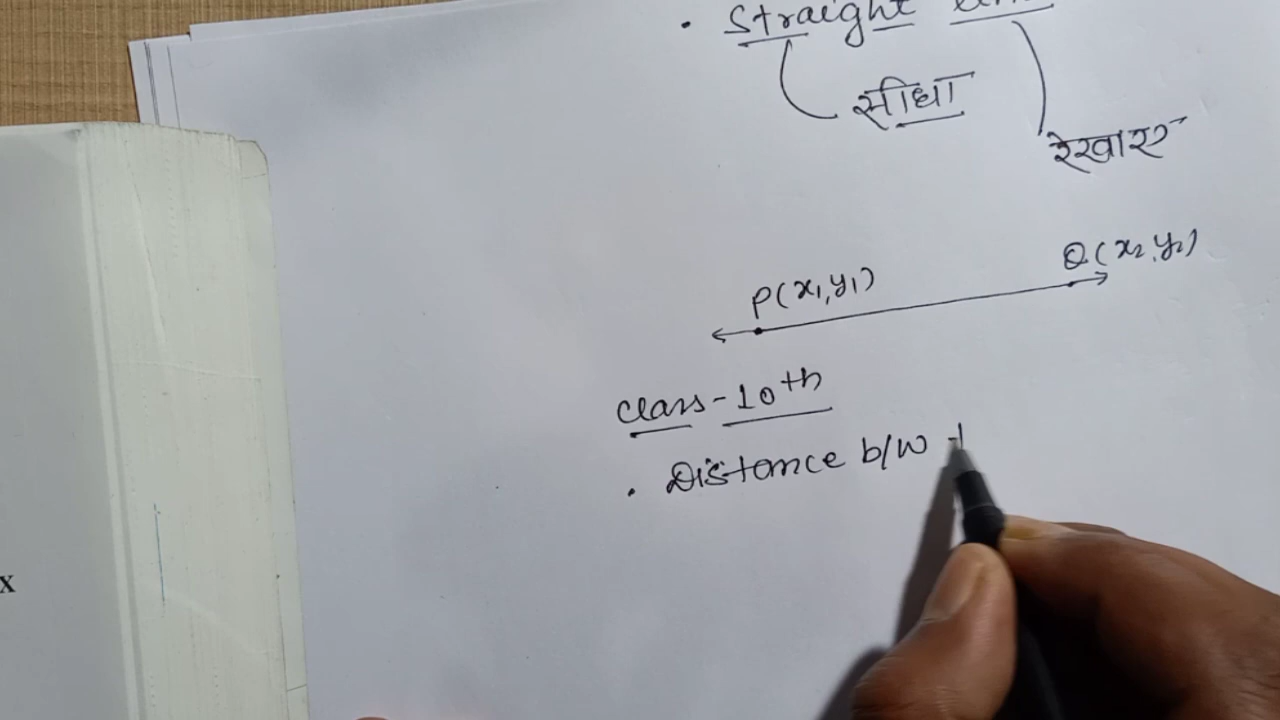 • Straight
सीधा
रेखाएँ
P(x₁,y₁)
Q(x₂,y₂)
Class-10th
• Distance b/w
X